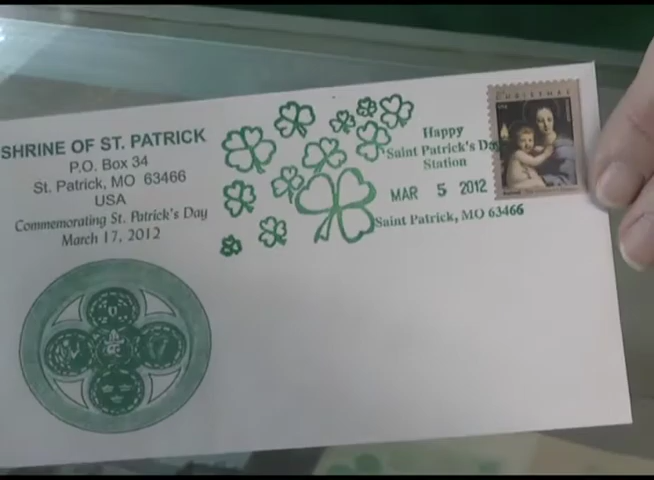 SHRINE OF ST. PATRICK
P.O. Box 34
St. Patrick, MO 63466
USA
Commemorating St. Patrick's Day
March 17, 2012
Happy
Saint Patrick's Day
Station
MAR 5 2012
Saint Patrick, MO 63466
CHRISTMAS